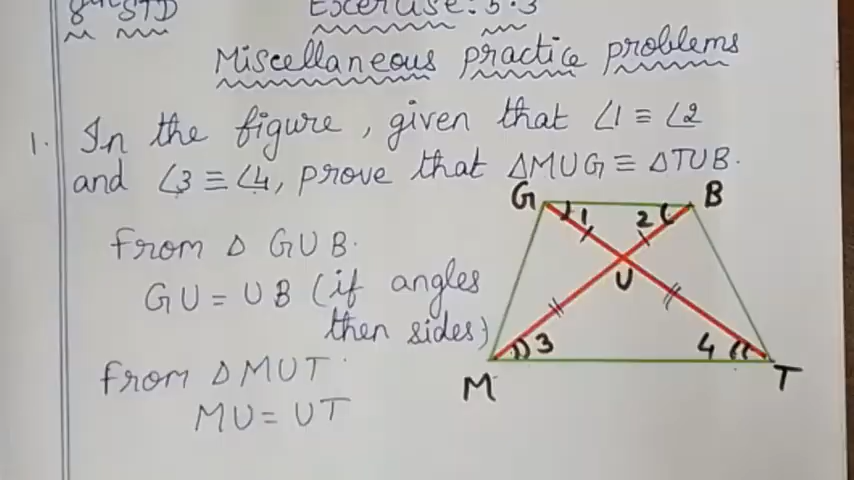 8th STD
Excercise: 5.3
Miscellaneous practice problems
1. In the figure, given that ∠1 ≡ ∠2
and ∠3 ≡ ∠4, prove that ΔMUG ≡ ΔTUB.
G 1 2 B
from Δ GUB.
U
GU = UB (if angles
then sides)
3 4
from ΔMUT.
M T
MU = UT